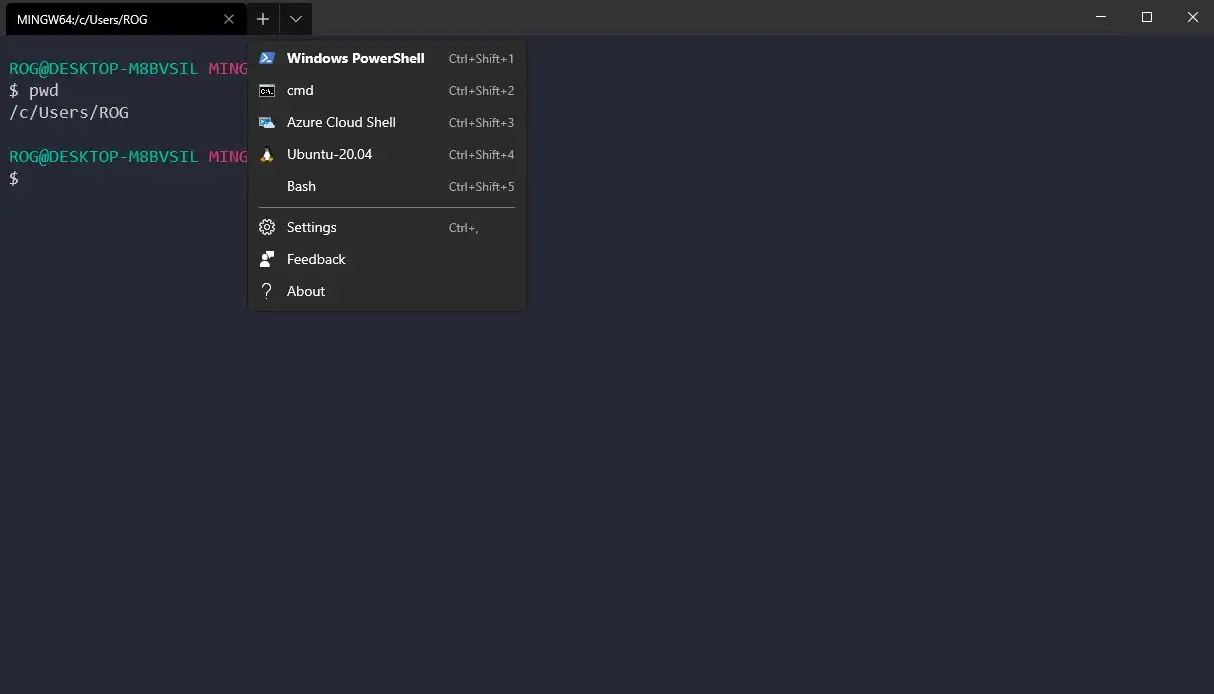 MINGW64:/c/Users/ROG
ROG@DESKTOP-M8BVSIL MING
$ pwd
/c/Users/ROG
ROG@DESKTOP-M8BVSIL MING
$
Windows PowerShell Ctrl+Shift+1
cmd Ctrl+Shift+2
Azure Cloud Shell Ctrl+Shift+3
Ubuntu-20.04 Ctrl+Shift+4
Bash Ctrl+Shift+5
Settings Ctrl+,
Feedback
About